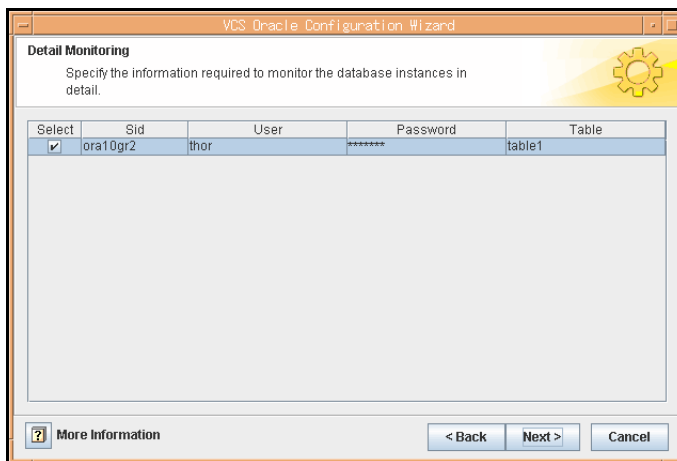 VCS Oracle Configuration Wizard
Detail Monitoring
Specify the information required to monitor the database instances in
detail.
Select Sid User Password Table
ora10gr2 thor ******* table1
? More Information < Back Next > Cancel